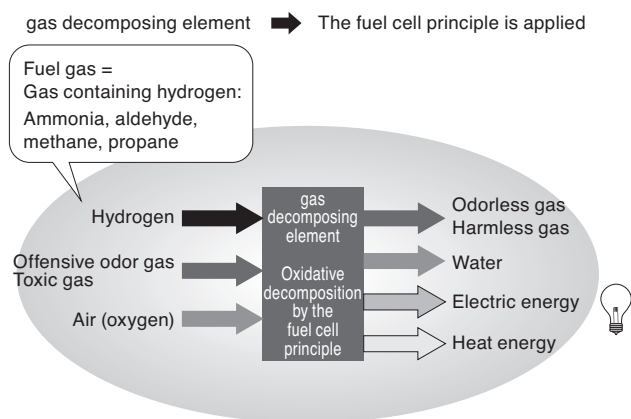 gas decomposing element The fuel cell principle is applied
Fuel gas =
Gas containing hydrogen:
Ammonia, aldehyde,
methane, propane
Hydrogen
Offensive odor gas
Toxic gas
Air (oxygen)
gas
decomposing
element
Oxidative
decomposition
by the
fuel cell
principle
Odorless gas
Harmless gas
Water
Electric energy
Heat energy